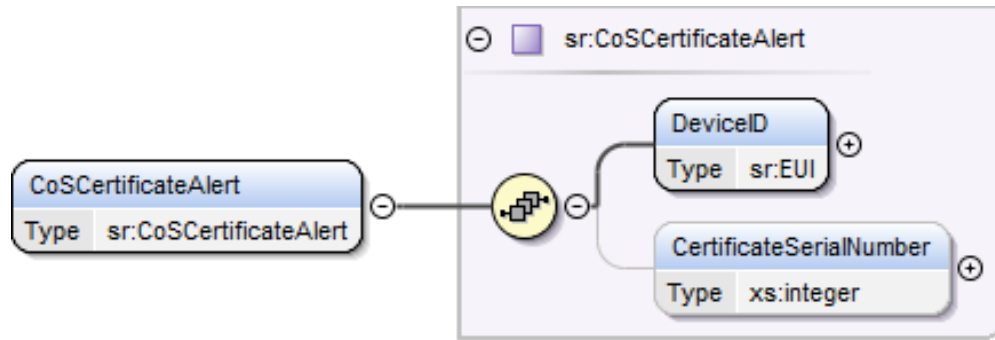 sr:CoSCertificateAlert
DeviceID
Type sr:EUI
CoSCertificateAlert
Type sr:CoSCertificateAlert
CertificateSerialNumber
Type xs:integer